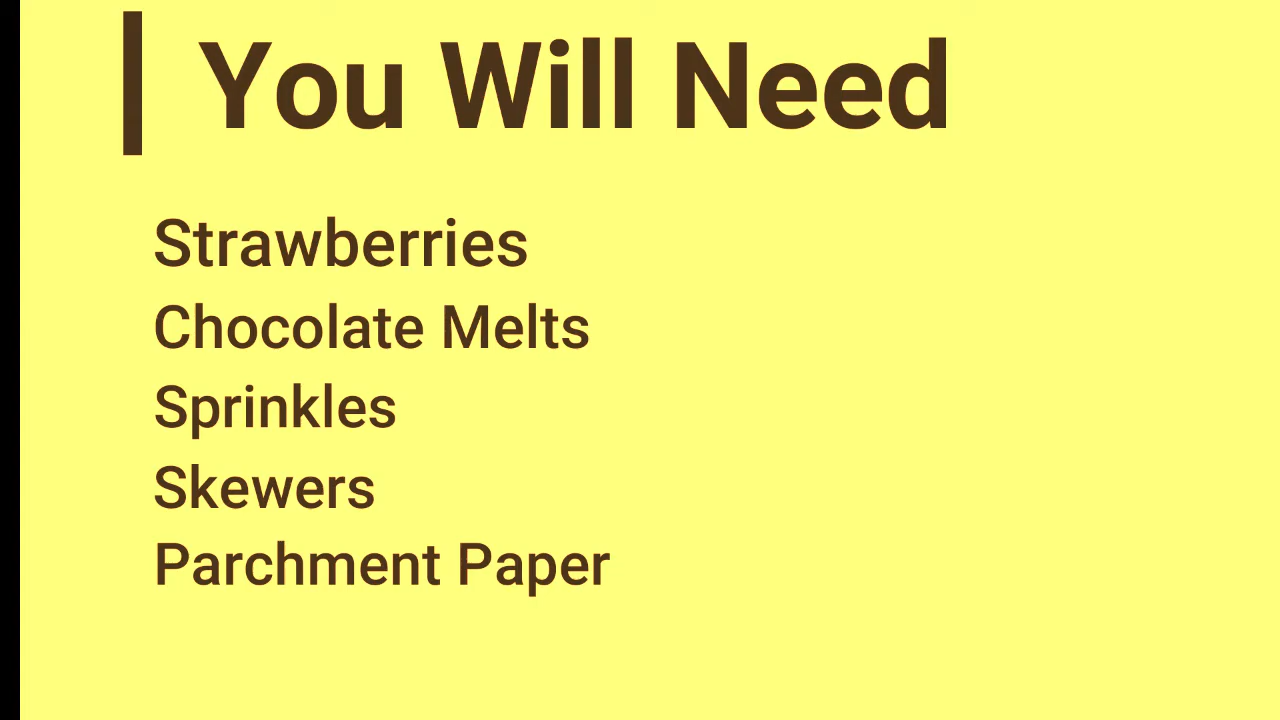 You Will Need
Strawberries
Chocolate Melts
Sprinkles
Skewers
Parchment Paper